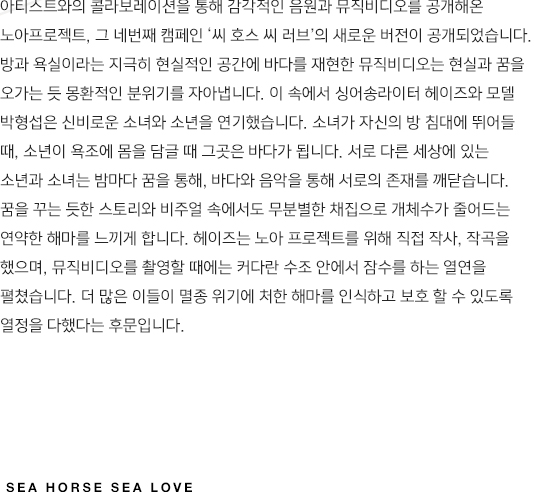 아티스트와의 콜라보레이션을 통해 감각적인 음원과 뮤직비디오를 공개해온
노아프로젝트, 그 네번째 캠페인 ‘씨 호스 씨 러브’의 새로운 버전이 공개되었습니다.
방과 욕실이라는 지극히 현실적인 공간에 바다를 재현한 뮤직비디오는 현실과 꿈을
오가는 듯 몽환적인 분위기를 자아냅니다. 이 속에서 싱어송라이터 헤이즈와 모델
박형섭은 신비로운 소녀와 소년을 연기했습니다. 소녀가 자신의 방 침대에 뛰어들
때, 소년이 욕조에 몸을 담글 때 그곳은 바다가 됩니다. 서로 다른 세상에 있는
소년과 소녀는 밤마다 꿈을 통해, 바다와 음악을 통해 서로의 존재를 깨닫습니다.
꿈을 꾸는 듯한 스토리와 비주얼 속에서도 무분별한 채집으로 개체수가 줄어드는
연약한 해마를 느끼게 합니다. 헤이즈는 노아 프로젝트를 위해 직접 작사, 작곡을
했으며, 뮤직비디오를 촬영할 때에는 커다란 수조 안에서 잠수를 하는 열연을
펼쳤습니다. 더 많은 이들이 멸종 위기에 처한 해마를 인식하고 보호 할 수 있도록
열정을 다했다는 후문입니다.
SEA HORSE SEA LOVE